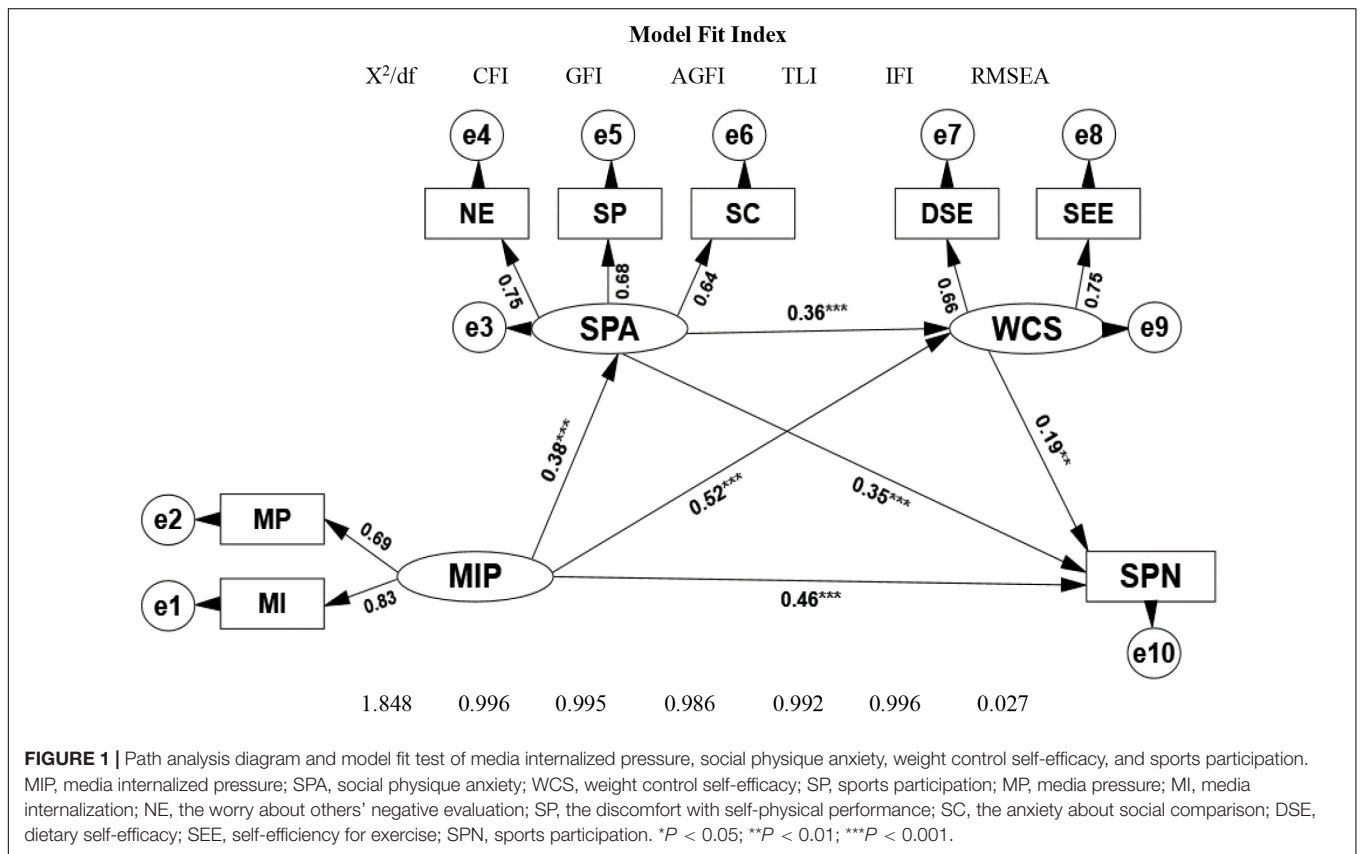 Model Fit Index
X²/df CFI GFI AGFI TLI IFI RMSEA
e4 e5 e6 e7 e8
NE SP SC DSE SEE
0.75 0.68 0.64 0.66 0.75
e3 SPA 0.36*** WCS e9
0.38*** 0.52*** 0.35*** 0.19**
e2 MP 0.69
MIP 0.46*** SPN
e1 MI 0.83
e10
1.848 0.996 0.995 0.986 0.992 0.996 0.027
FIGURE 1 | Path analysis diagram and model fit test of media internalized pressure, social physique anxiety, weight control self-efficacy, and sports participation.
MIP, media internalized pressure; SPA, social physique anxiety; WCS, weight control self-efficacy; SP, sports participation; MP, media pressure; MI, media
internalization; NE, the worry about others' negative evaluation; SP, the discomfort with self-physical performance; SC, the anxiety about social comparison; DSE,
dietary self-efficacy; SEE, self-efficiency for exercise; SPN, sports participation. *P < 0.05; **P < 0.01; ***P < 0.001.